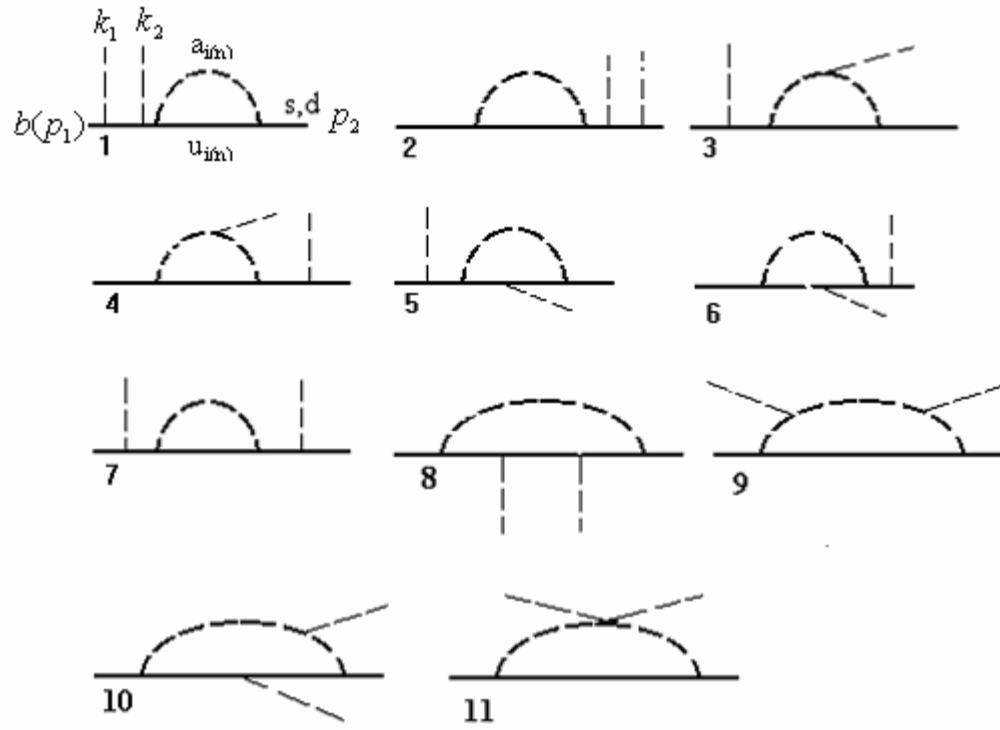 k₁ k₂ a_i(n)
b(p₁) s,d p₂
1 u_i(n) 2 3
4 5 6
7 8 9
10 11